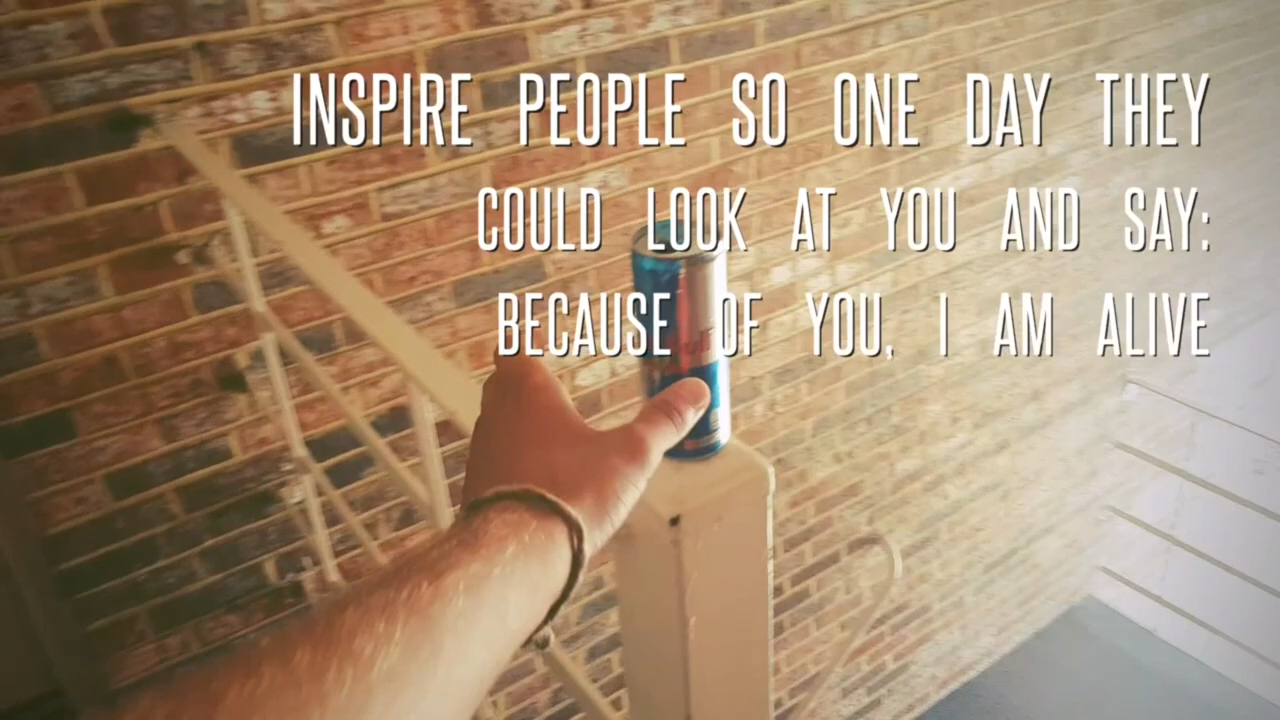 INSPIRE PEOPLE SO ONE DAY THEY
COULD LOOK AT YOU AND SAY:
BECAUSE OF YOU, I AM ALIVE